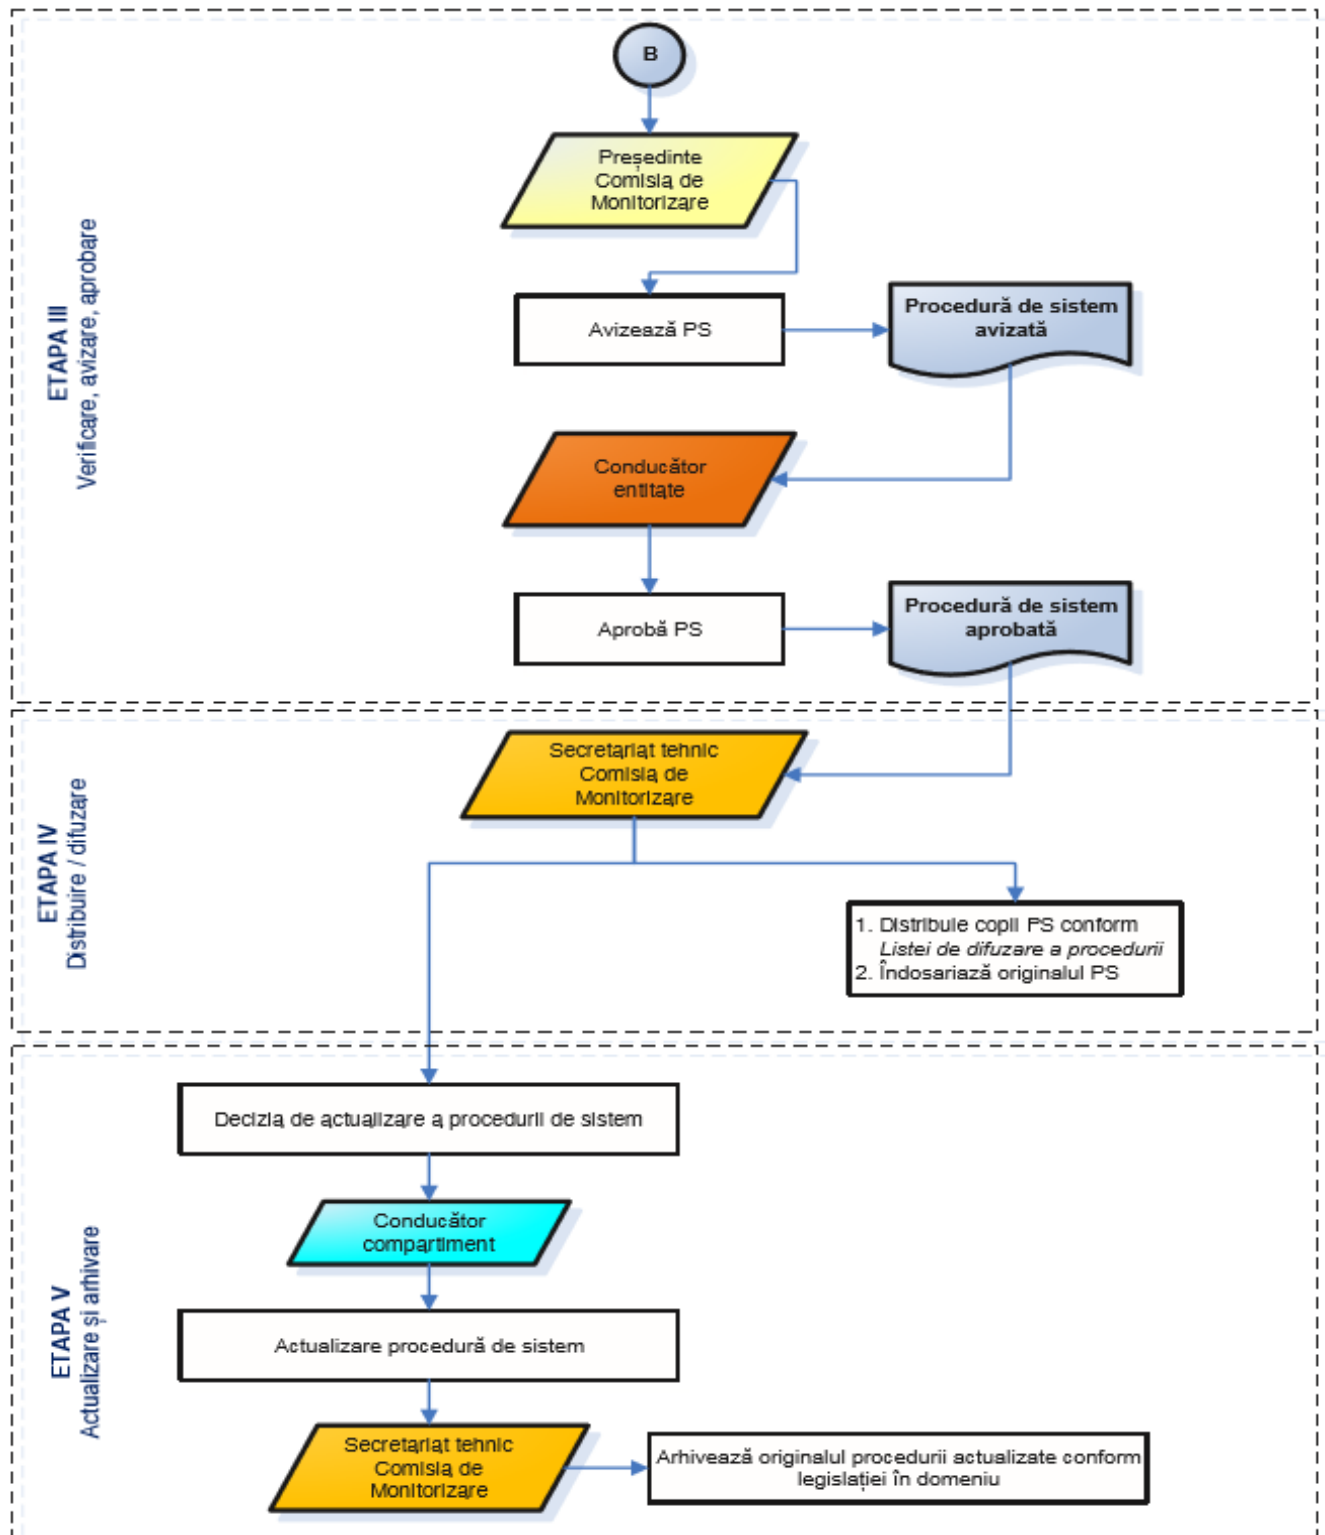 B
ETAPA III
Verificare, avizare, aprobare
Președinte
Comisia de
Monitorizare
Avizează PS
Procedură de sistem
avizată
Conducător
entitate
Aprobă PS
Procedură de sistem
aprobată
ETAPA IV
Distribuire / difuzare
Secretariat tehnic
Comisia de
Monitorizare
1. Distribuie copii PS conform
Listei de difuzare a procedurii
2. Îndosariază originalul PS
ETAPA V
Actualizare și arhivare
Decizia de actualizare a procedurii de sistem
Conducător
compartiment
Actualizare procedură de sistem
Secretariat tehnic
Comisia de
Monitorizare
Arhivează originalul procedurii actualizate conform
legislației în domeniu